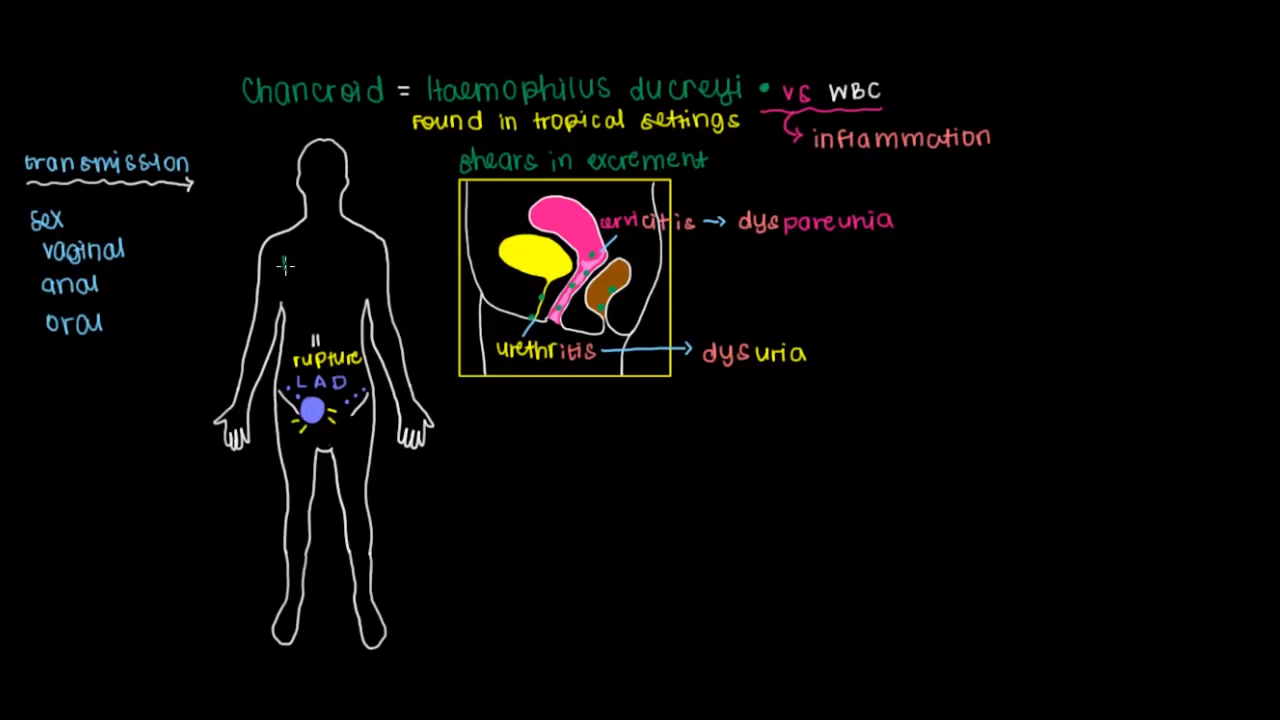 chancroid = Haemophilus ducreyi • vs WBC
found in tropical settings
inflammation
transmission
shears in excrement
sex
vaginal
anal
oral
cervicitis → dyspareunia
"
rupture
LAD
urethritis → dysuria